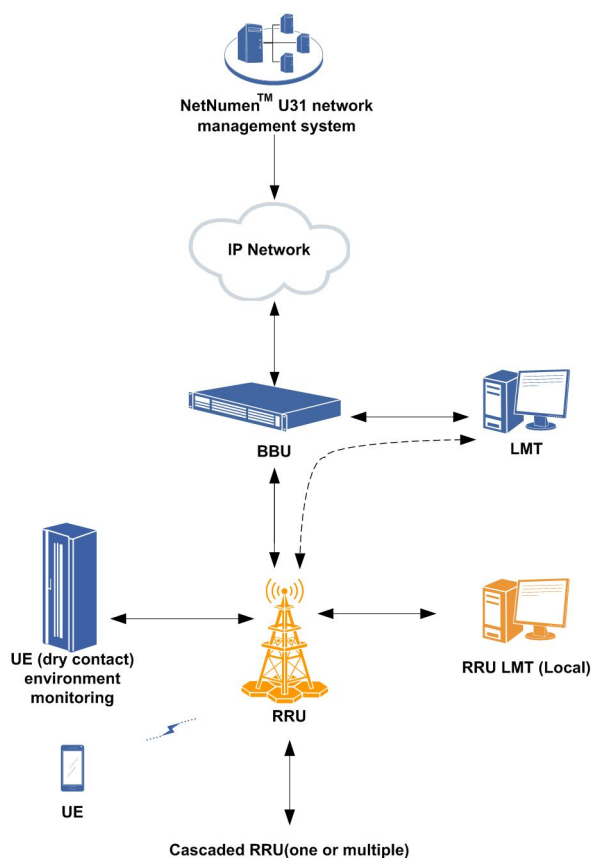 NetNumen™ U31 network
management system
IP Network
BBU
LMT
UE (dry contact)
environment
monitoring
RRU LMT (Local)
RRU
UE
Cascaded RRU(one or multiple)